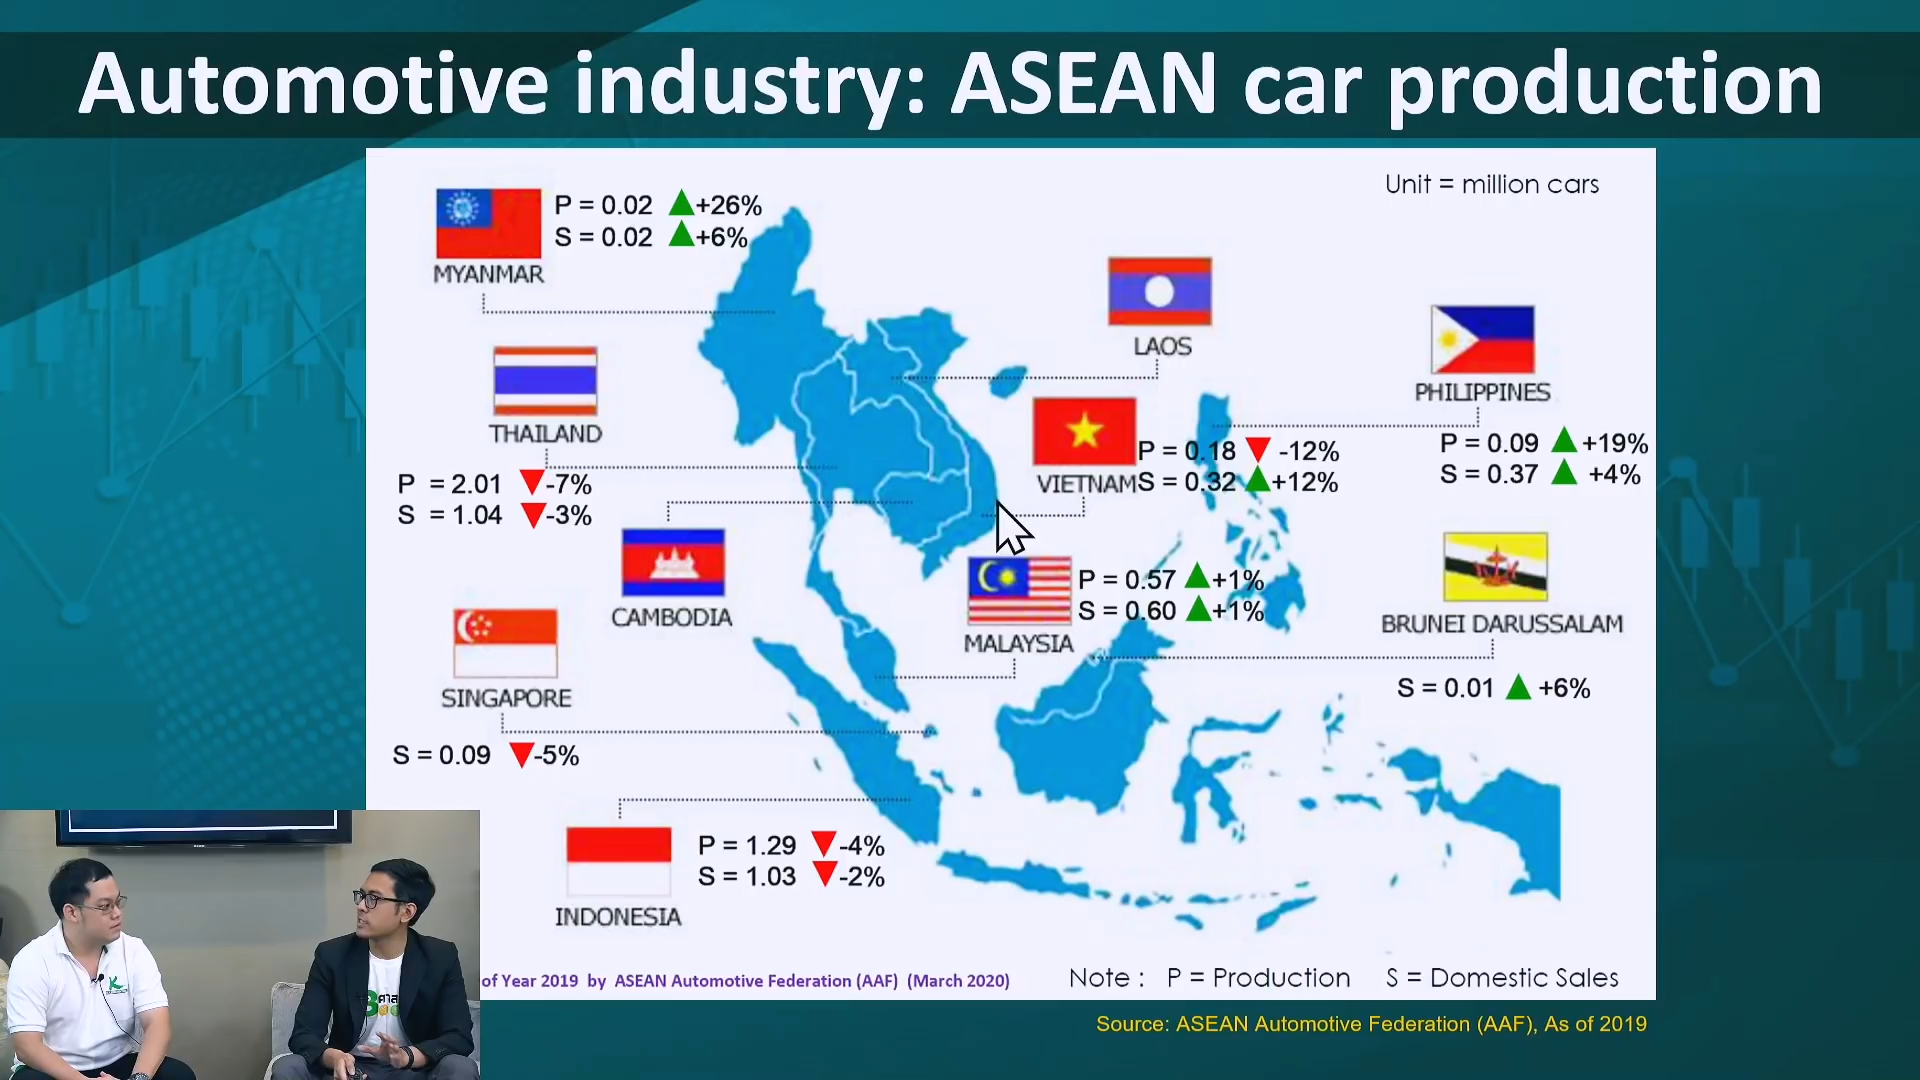 Automotive industry: ASEAN car production
Unit = million cars
P = 0.02 ▲+26%
S = 0.02 ▲+6%
MYANMAR
LAOS
PHILIPPINES
P = 0.09 ▲ +19%
S = 0.37 ▲ +4%
THAILAND
P = 2.01 ▼-7%
S = 1.04 ▼-3%
VIETNAM
P = 0.18 ▼ -12%
S = 0.32 ▲+12%
CAMBODIA
MALAYSIA
P = 0.57 ▲+1%
S = 0.60 ▲+1%
BRUNEI DARUSSALAM
S = 0.01 ▲ +6%
SINGAPORE
S = 0.09 ▼-5%
INDONESIA
P = 1.29 ▼-4%
S = 1.03 ▼-2%
of Year 2019 by ASEAN Automotive Federation (AAF) (March 2020)
Note : P = Production S = Domestic Sales
Source: ASEAN Automotive Federation (AAF), As of 2019